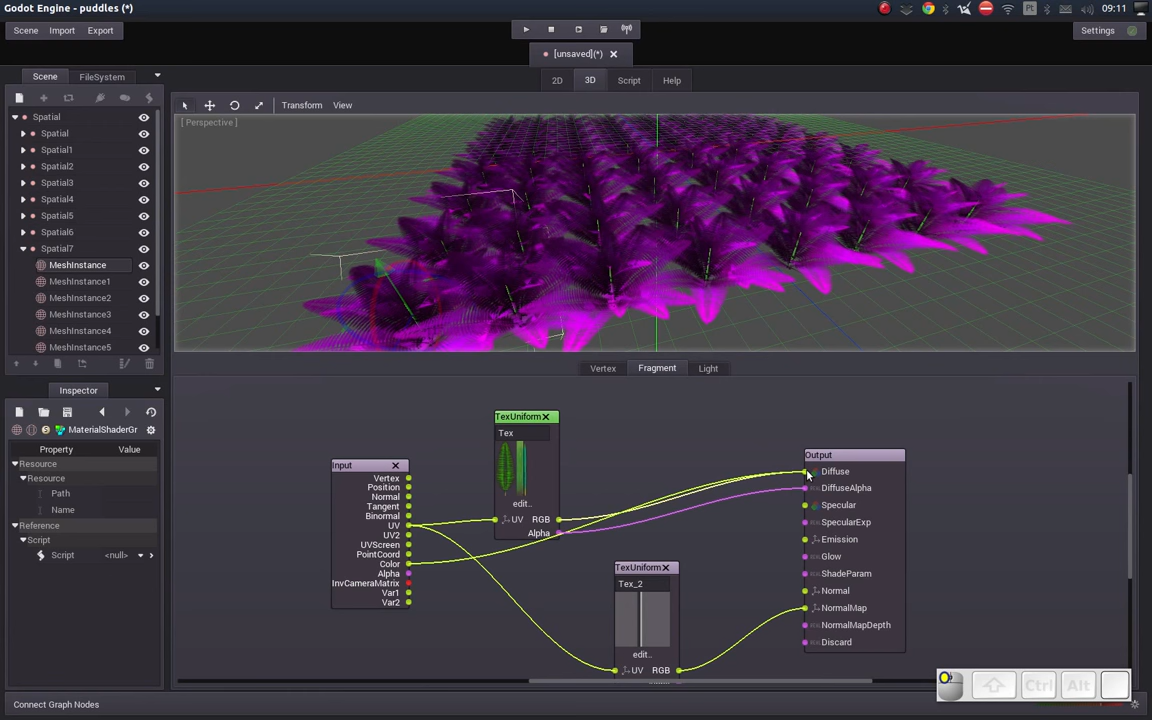 Godot Engine - puddles (*)
Pt
09:11
Scene Import Export
Settings
[unsaved](*)
Scene FileSystem
2D 3D Script Help
Transform View
[ Perspective ]
Spatial
Spatial
Spatial1
Spatial2
Spatial3
Spatial4
Spatial5
Spatial6
Spatial7
MeshInstance
MeshInstance1
MeshInstance2
MeshInstance3
MeshInstance4
MeshInstance5
Vertex Fragment Light
Inspector
MaterialShaderGr
Property Value
Resource
Resource
Path
Name
Reference
Script
Script <null>
Input
Vertex
Position
Normal
Tangent
Binormal
UV
UV2
UVScreen
PointCoord
Color
Alpha
InvCameraMatrix
Var1
Var2
TexUniform
Tex
edit..
UV RGB
Alpha
TexUniform
Tex_2
edit..
UV RGB
Output
Diffuse
DiffuseAlpha
Specular
SpecularExp
Emission
Glow
ShadeParam
Normal
NormalMap
NormalMapDepth
Discard
Connect Graph Nodes
Ctrl Alt